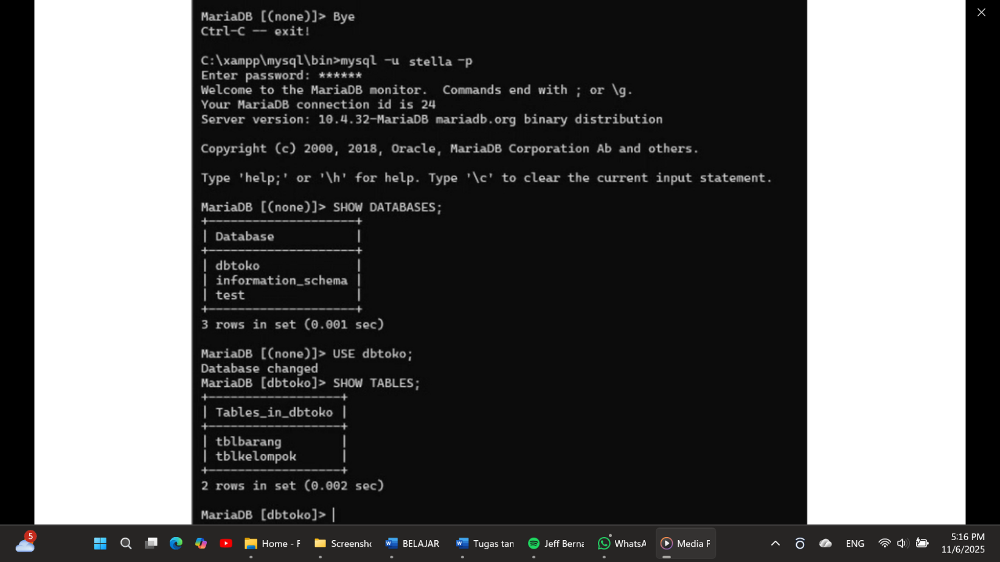 MariaDB [(none)]> Bye
Ctrl-C -- exit!
C:\xampp\mysql\bin>mysql -u stella -p
Enter password: ******
Welcome to the MariaDB monitor.  Commands end with ; or \g.
Your MariaDB connection id is 24
Server version: 10.4.32-MariaDB mariadb.org binary distribution
Copyright (c) 2000, 2018, Oracle, MariaDB Corporation Ab and others.
Type 'help;' or '\h' for help. Type '\c' to clear the current input statement.
MariaDB [(none)]> SHOW DATABASES;
+--------------------+
| Database           |
+--------------------+
| dbtoko             |
| information_schema |
| test               |
+--------------------+
3 rows in set (0.001 sec)
MariaDB [(none)]> USE dbtoko;
Database changed
MariaDB [dbtoko]> SHOW TABLES;
+------------------+
| Tables_in_dbtoko |
+------------------+
| tblbarang        |
| tblkelompok      |
+------------------+
2 rows in set (0.002 sec)
MariaDB [dbtoko]>
5
Home - F
Screensho
BELAJAR
Tugas tan
Jeff Berna
WhatsA
Media P
ENG
5:16 PM
11/6/2025